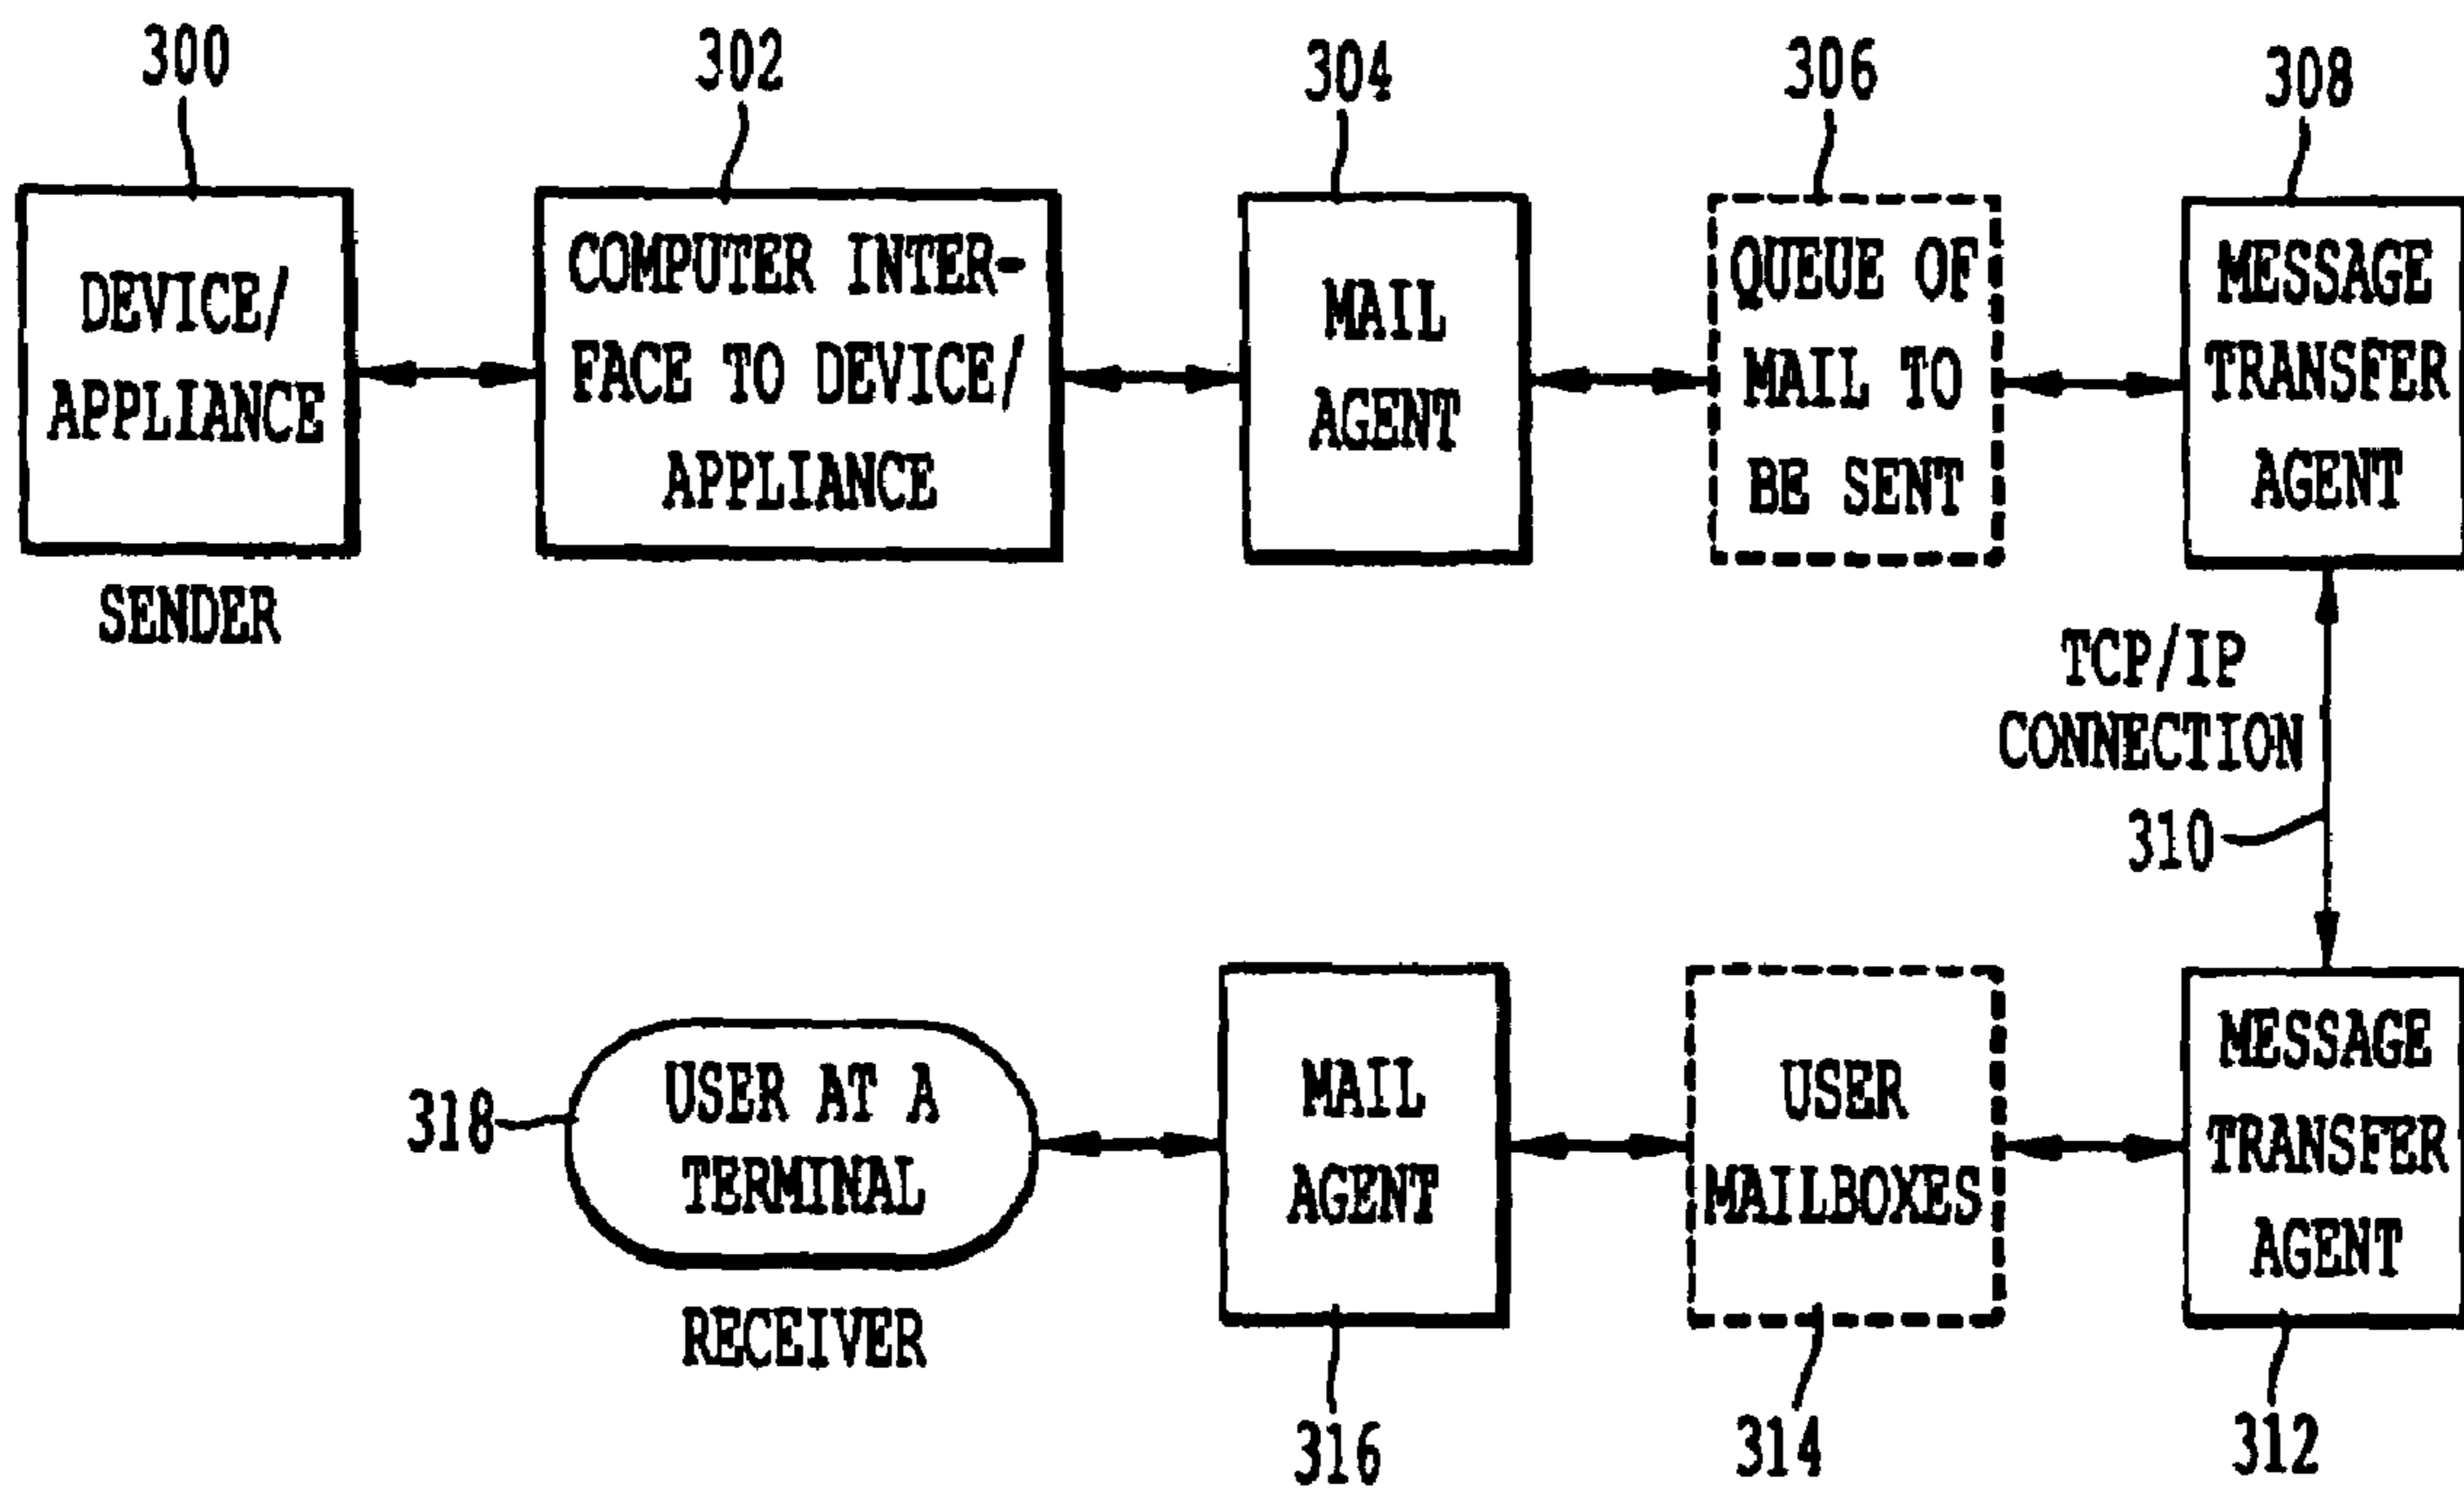 300
302
304
306
308
DEVICE/
APPLIANCE
SENDER
COMPUTER INTER-
FACE TO DEVICE/
APPLIANCE
MAIL
AGENT
QUEUE OF
MAIL TO
BE SENT
MESSAGE
TRANSFER
AGENT
TCP/IP
CONNECTION
310
318
USER AT A
TERMINAL
RECEIVER
MAIL
AGENT
USER
MAILBOXES
MESSAGE
TRANSFER
AGENT
316
314
312